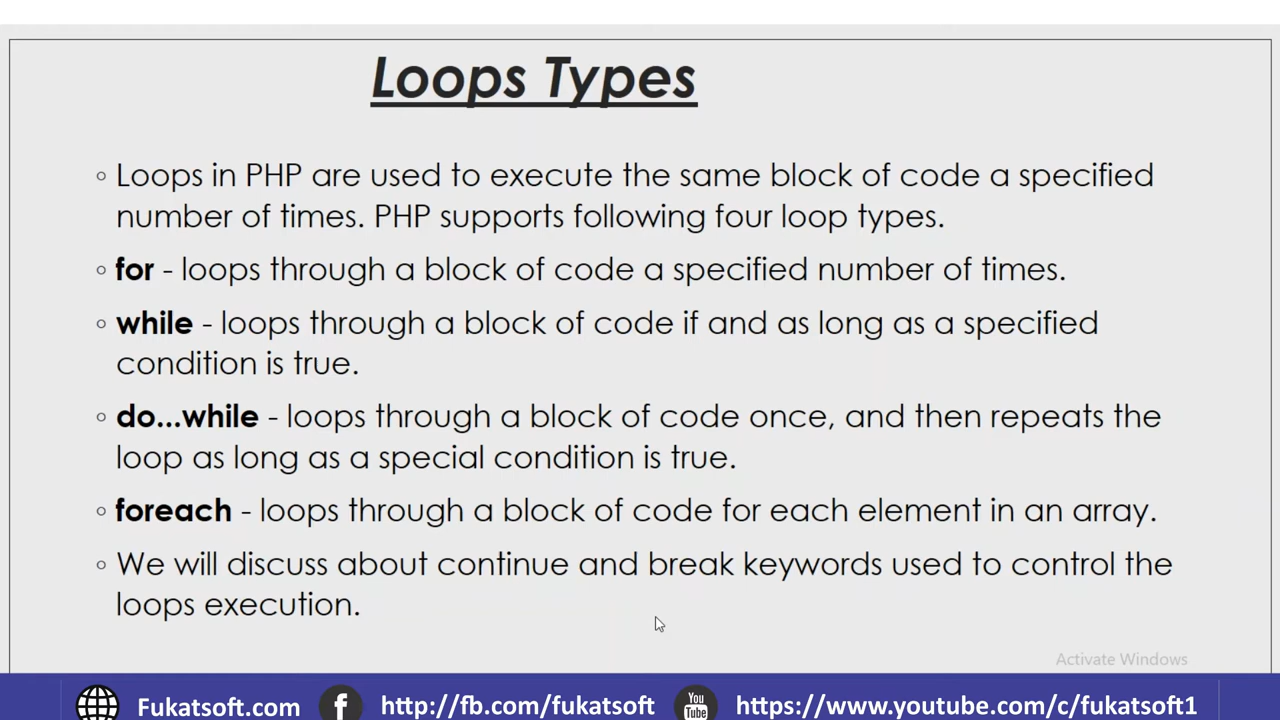 Loops Types
◦ Loops in PHP are used to execute the same block of code a specified
number of times. PHP supports following four loop types.
◦ for - loops through a block of code a specified number of times.
◦ while - loops through a block of code if and as long as a specified
condition is true.
◦ do...while - loops through a block of code once, and then repeats the
loop as long as a special condition is true.
◦ foreach - loops through a block of code for each element in an array.
◦ We will discuss about continue and break keywords used to control the
loops execution.
Activate Windows
Fukatsoft.com f http://fb.com/fukatsoft You Tube https://www.youtube.com/c/fukatsoft1